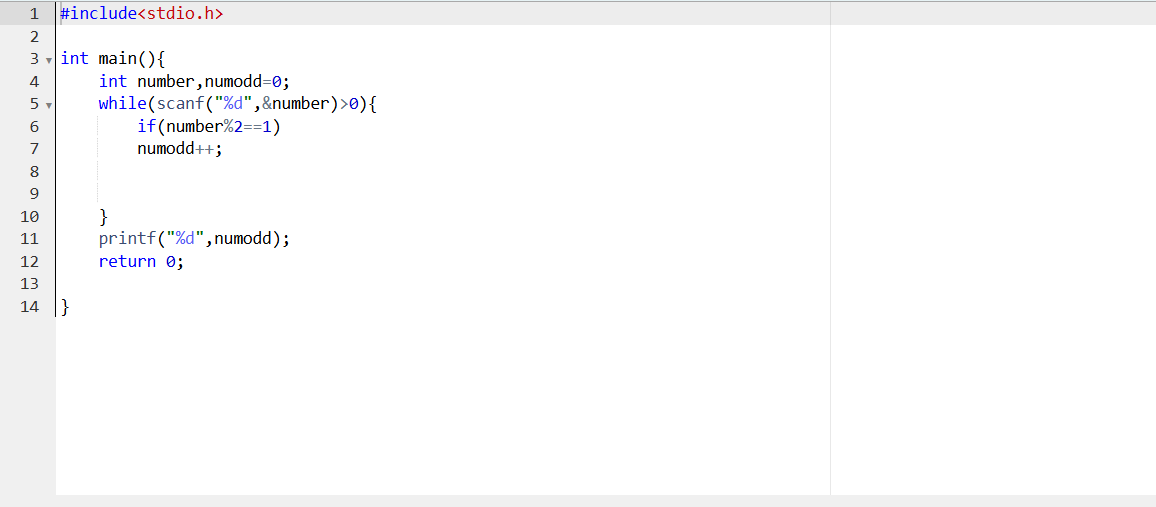 1 #include<stdio.h>
2
3 int main(){
4     int number,numodd=0;
5     while(scanf("%d",&number)>0){
6         if(number%2==1)
7         numodd++;
8
9
10     }
11     printf("%d",numodd);
12     return 0;
13
14 }